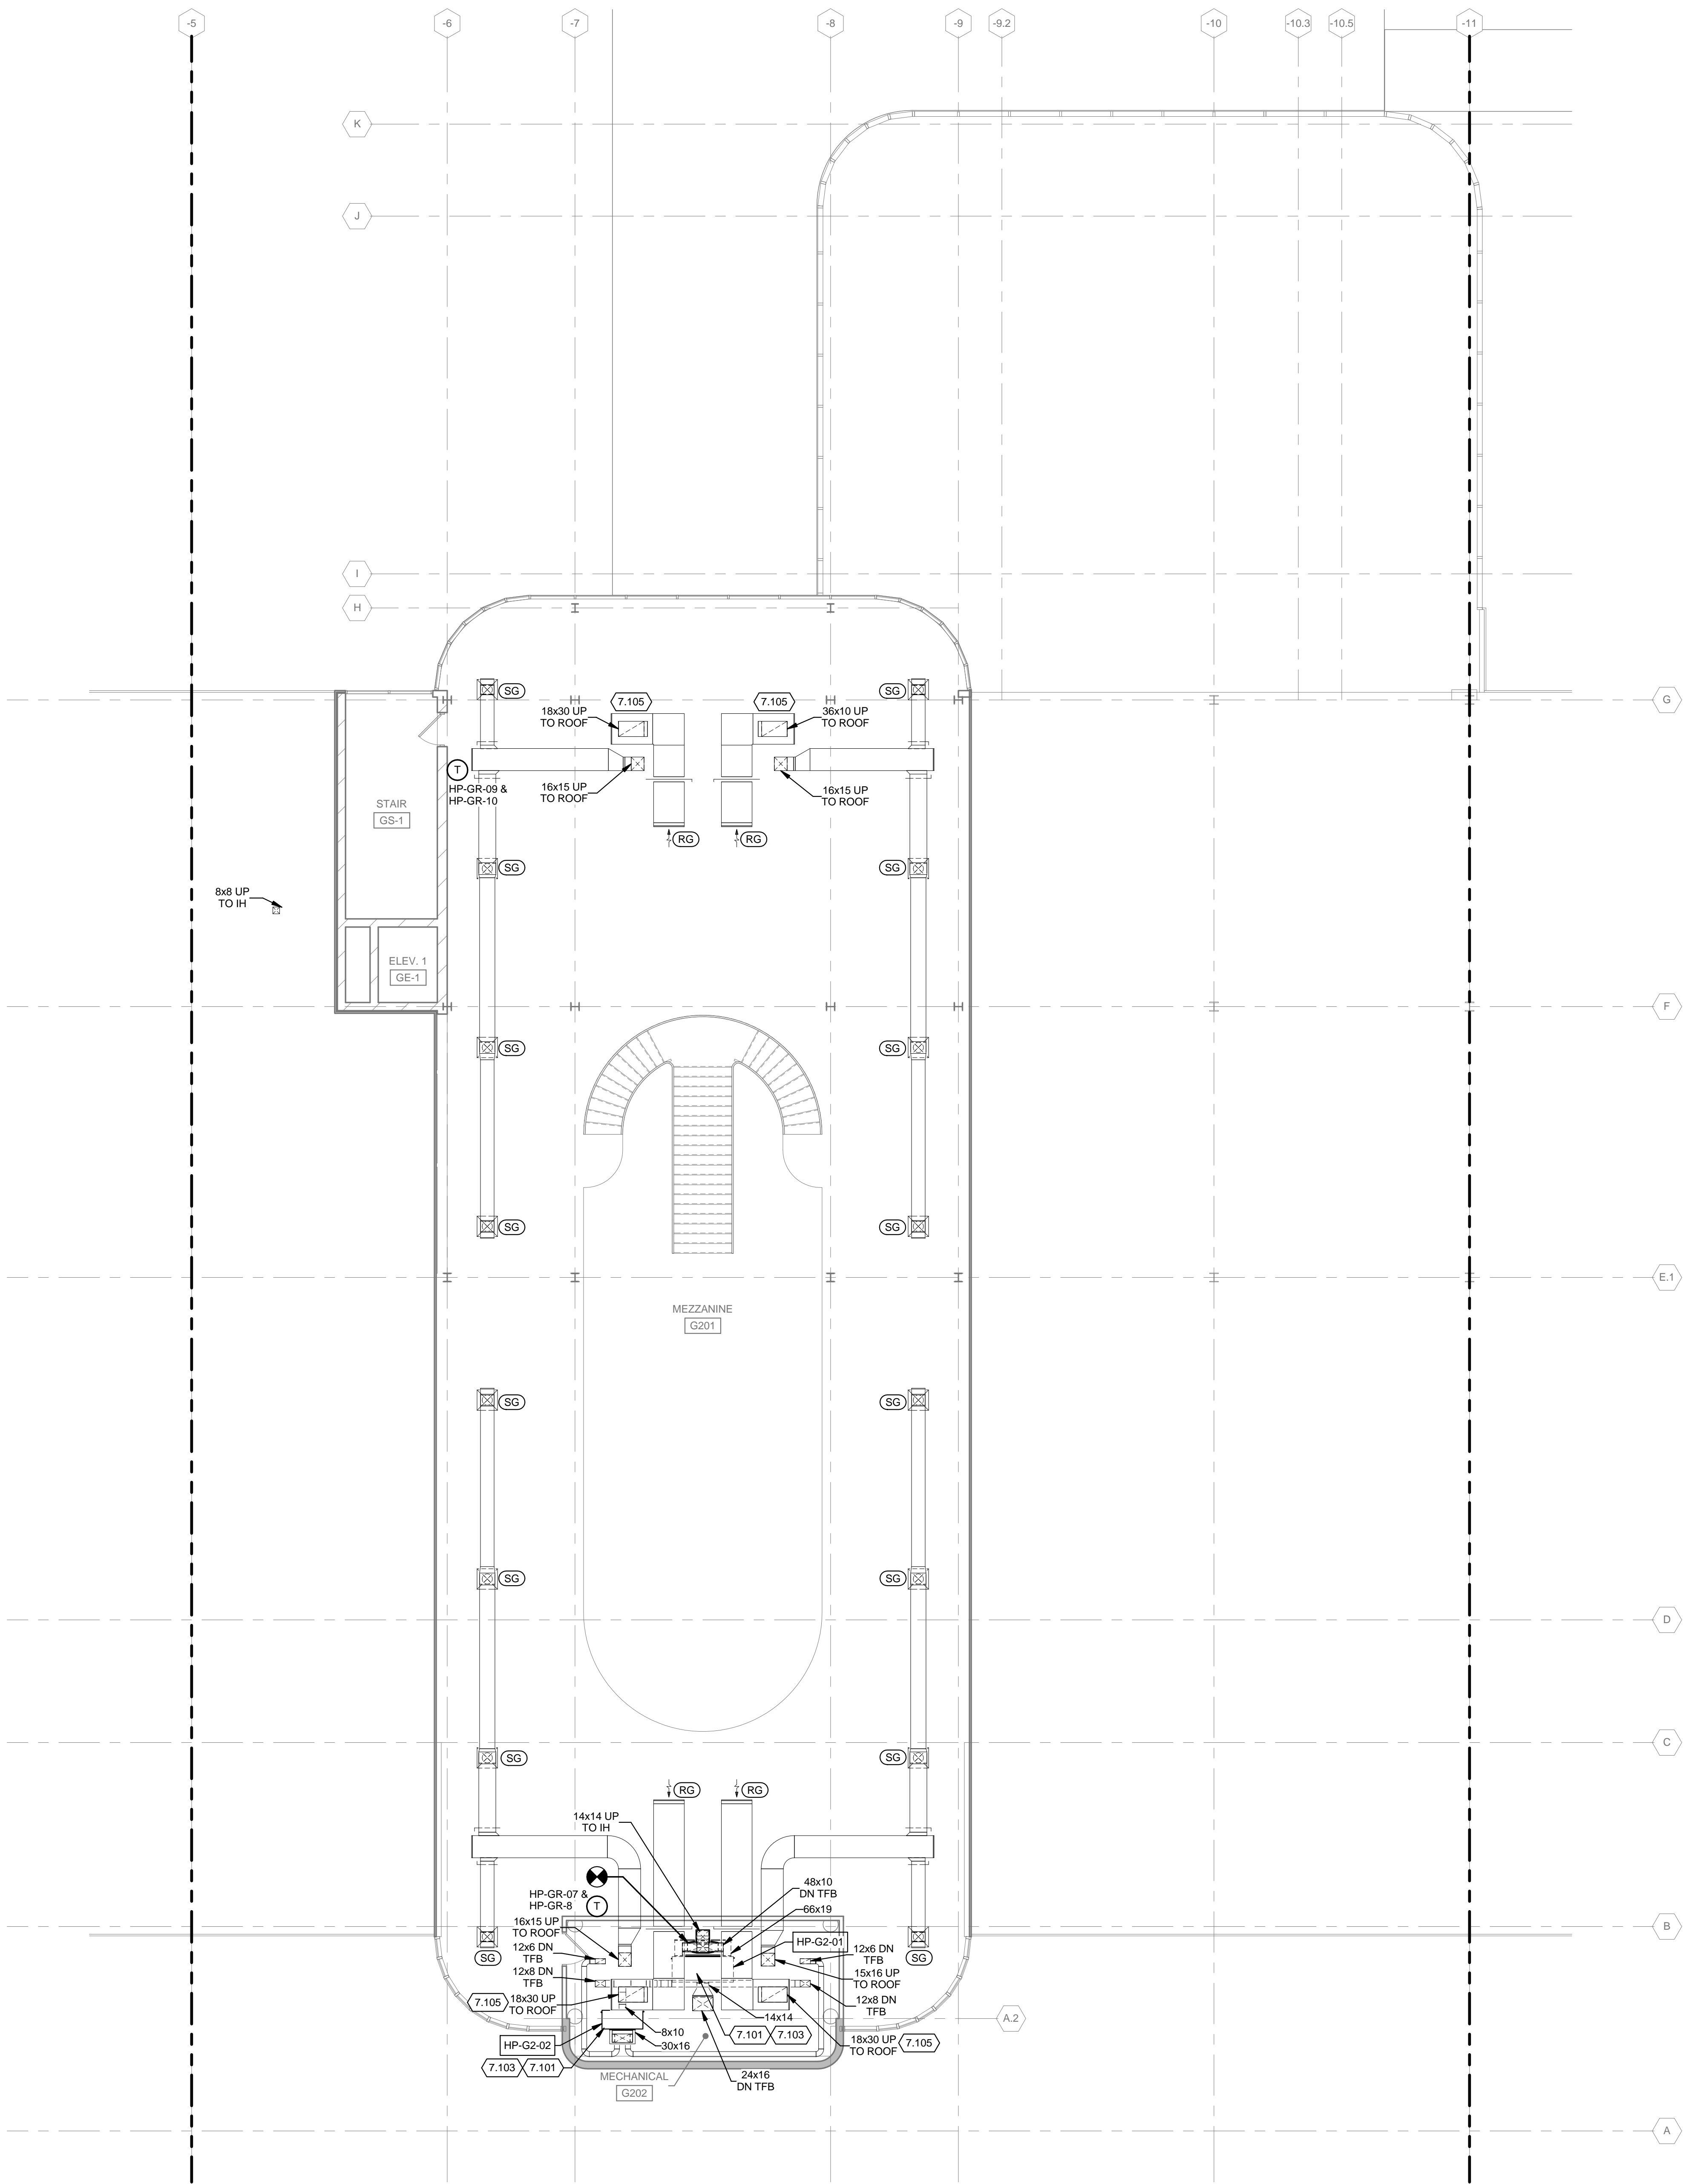 -5
-6
-7
-8
-9
-9.2
-10
-10.3
-10.5
-11
K
J
I
H
SG
7.105
7.105
SG
G
18x30 UP
TO ROOF
36x10 UP
TO ROOF
T
HP-GR-09 &
HP-GR-10
16x15 UP
TO ROOF
16x15 UP
TO ROOF
STAIR
GS-1
RG
RG
SG
SG
8x8 UP
TO IH
ELEV. 1
GE-1
F
SG
SG
SG
SG
E.1
MEZZANINE
G201
SG
SG
SG
SG
D
C
SG
SG
RG
RG
14x14 UP
TO IH
48x10
DN TFB
HP-GR-07 &
HP-GR-8
T
66x19
16x15 UP
TO ROOF
B
HP-G2-01
SG
12x6 DN
TFB
12x6 DN
TFB
SG
12x8 DN
TFB
15x16 UP
TO ROOF
7.105
18x30 UP
TO ROOF
12x8 DN
TFB
14x14
A.2
8x10
7.101
7.103
HP-G2-02
30x16
18x30 UP
TO ROOF
7.105
7.103
7.101
MECHANICAL
G202
24x16
DN TFB
A